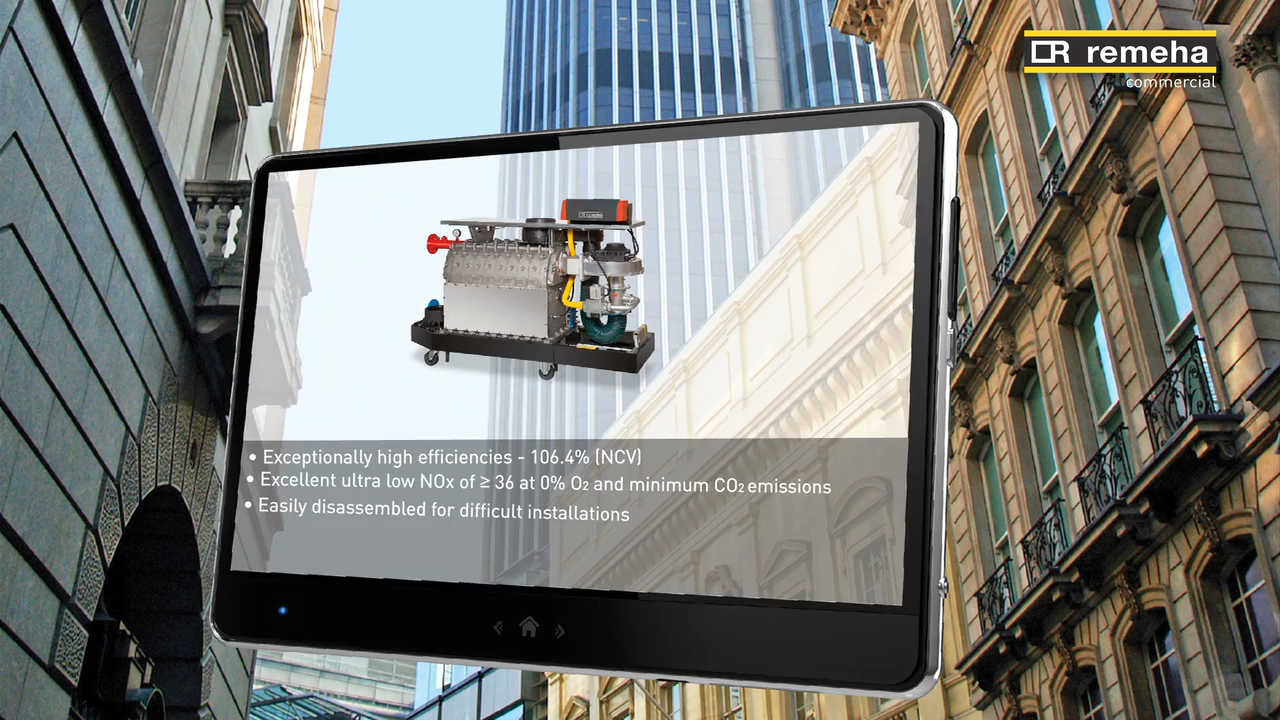 remeha
commercial
• Exceptionally high efficiencies - 106.4% (NCV)
• Excellent ultra low NOx of ≥ 36 at 0% O₂ and minimum CO₂ emissions
• Easily disassembled for difficult installations